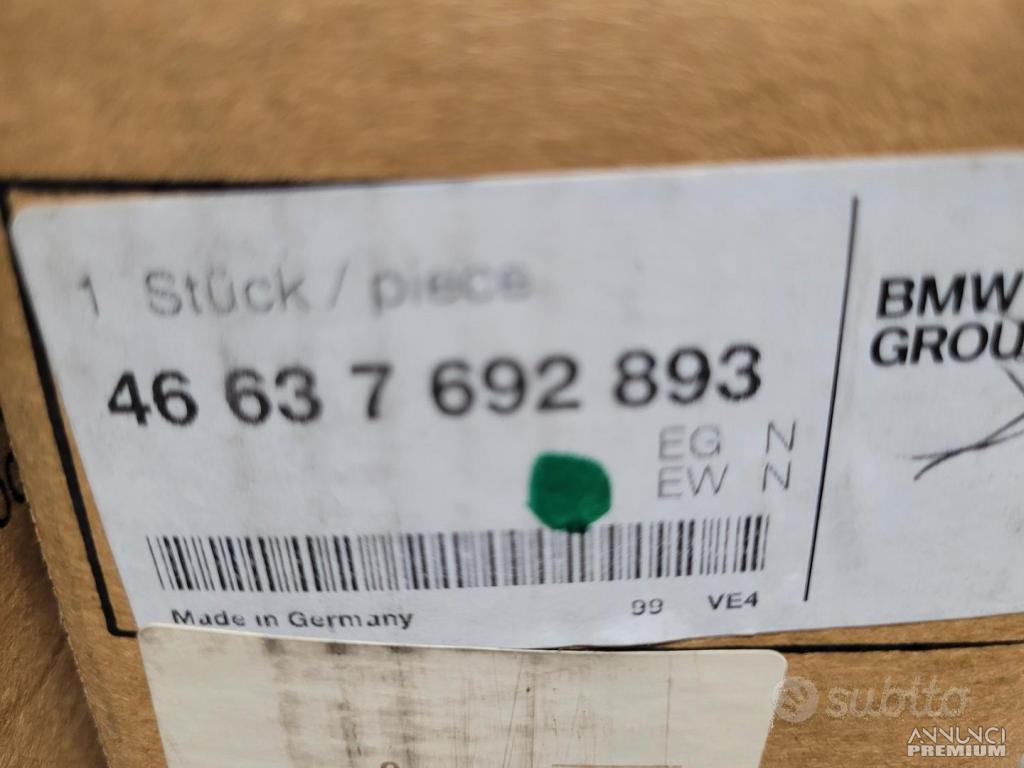 1 Stück / piece
46 63 7 692 893
EG N
EW N
Made in Germany
99 VE4
BMW
GROU
subito
ANNUNCI
PREMIUM